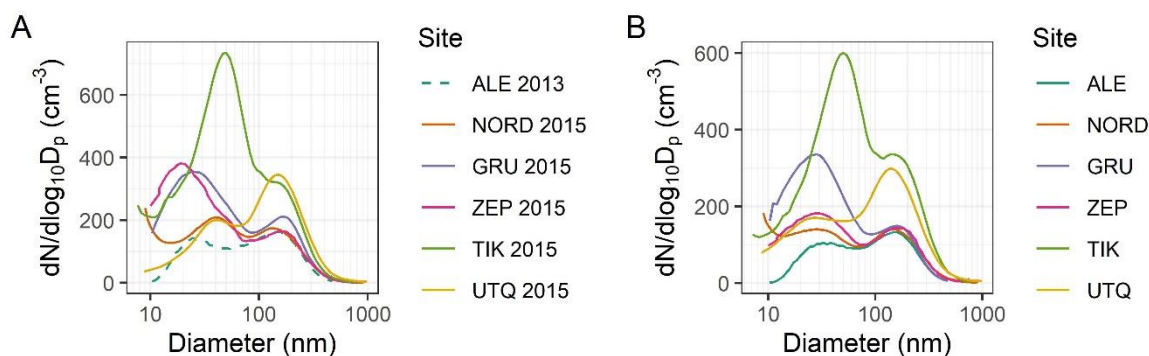 A
dN/dlog₁₀Dₚ (cm⁻³)
600
400
200
0
10
100
1000
Diameter (nm)
Site
ALE 2013
NORD 2015
GRU 2015
ZEP 2015
TIK 2015
UTQ 2015
B
dN/dlog₁₀Dₚ (cm⁻³)
600
400
200
0
10
100
1000
Diameter (nm)
Site
ALE
NORD
GRU
ZEP
TIK
UTQ